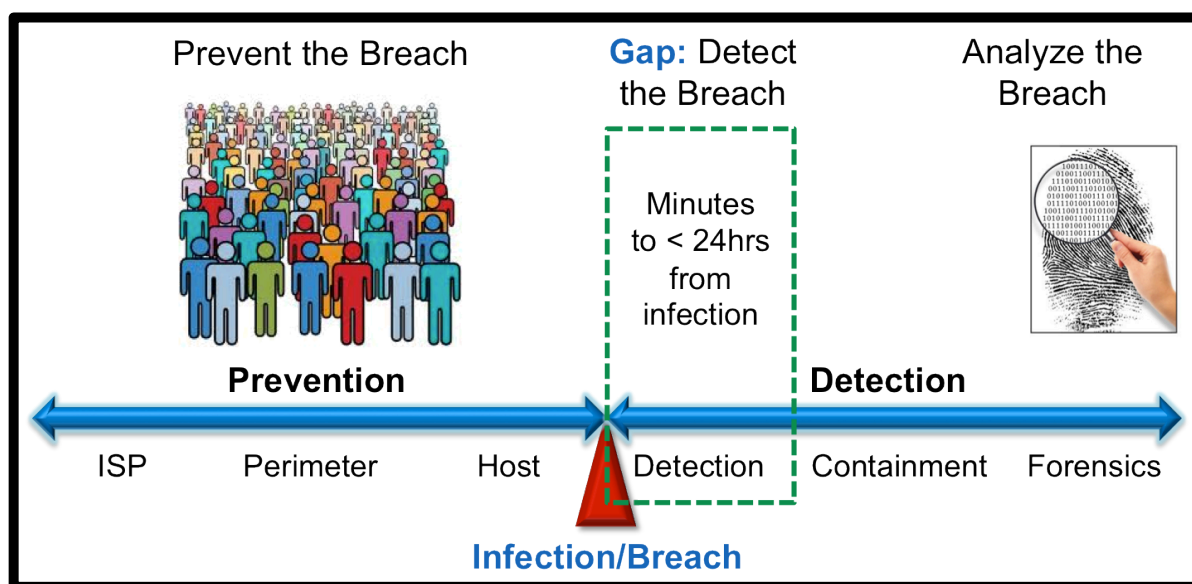 Prevent the Breach
Gap: Detect
the Breach
Analyze the
Breach
Minutes
to < 24hrs
from
infection
Prevention
Detection
ISP
Perimeter
Host
Detection
Containment
Forensics
Infection/Breach